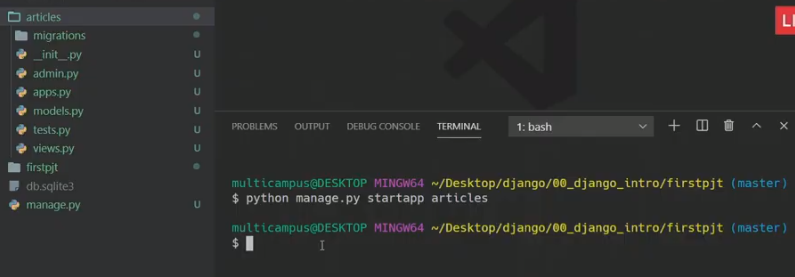 articles
migrations
__init__.py U
admin.py U
apps.py U
models.py U
tests.py U
views.py U
firstpjt
db.sqlite3
manage.py U
LI
PROBLEMS OUTPUT DEBUG CONSOLE TERMINAL 1: bash
multicampus@DESKTOP MINGW64 ~/Desktop/django/00_django_intro/firstpjt (master)
$ python manage.py startapp articles
multicampus@DESKTOP MINGW64 ~/Desktop/django/00_django_intro/firstpjt (master)
$